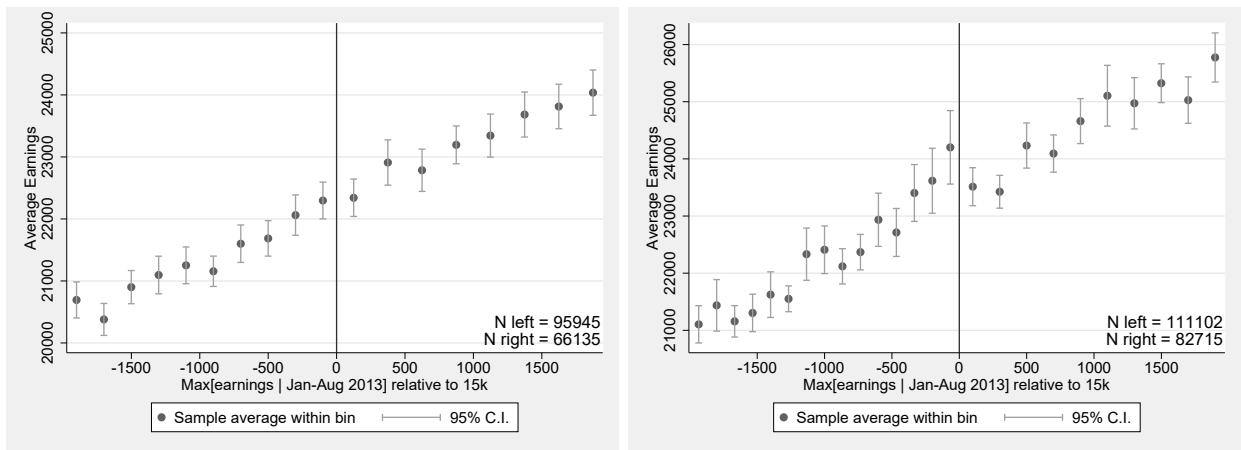 Average Earnings
25000
24000
23000
22000
21000
20000
N left = 95945
N right = 66135
-1500 -1000 -500 0 500 1000 1500
Max[earnings | Jan-Aug 2013] relative to 15k
Sample average within bin 95% C.I.
Average Earnings
26000
25000
24000
23000
22000
21000
N left = 111102
N right = 82715
-1500 -1000 -500 0 500 1000 1500
Max[earnings | Jan-Aug 2013] relative to 15k
Sample average within bin 95% C.I.